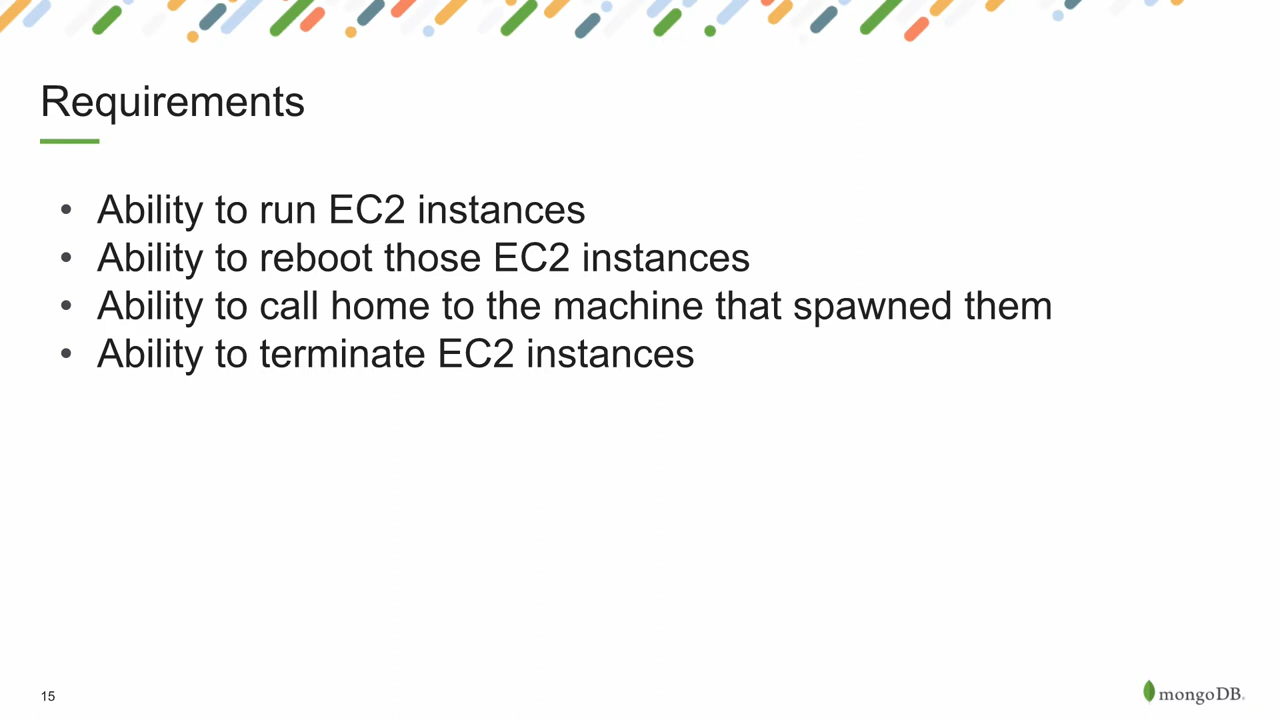 Requirements
• Ability to run EC2 instances
• Ability to reboot those EC2 instances
• Ability to call home to the machine that spawned them
• Ability to terminate EC2 instances
15
mongoDB.